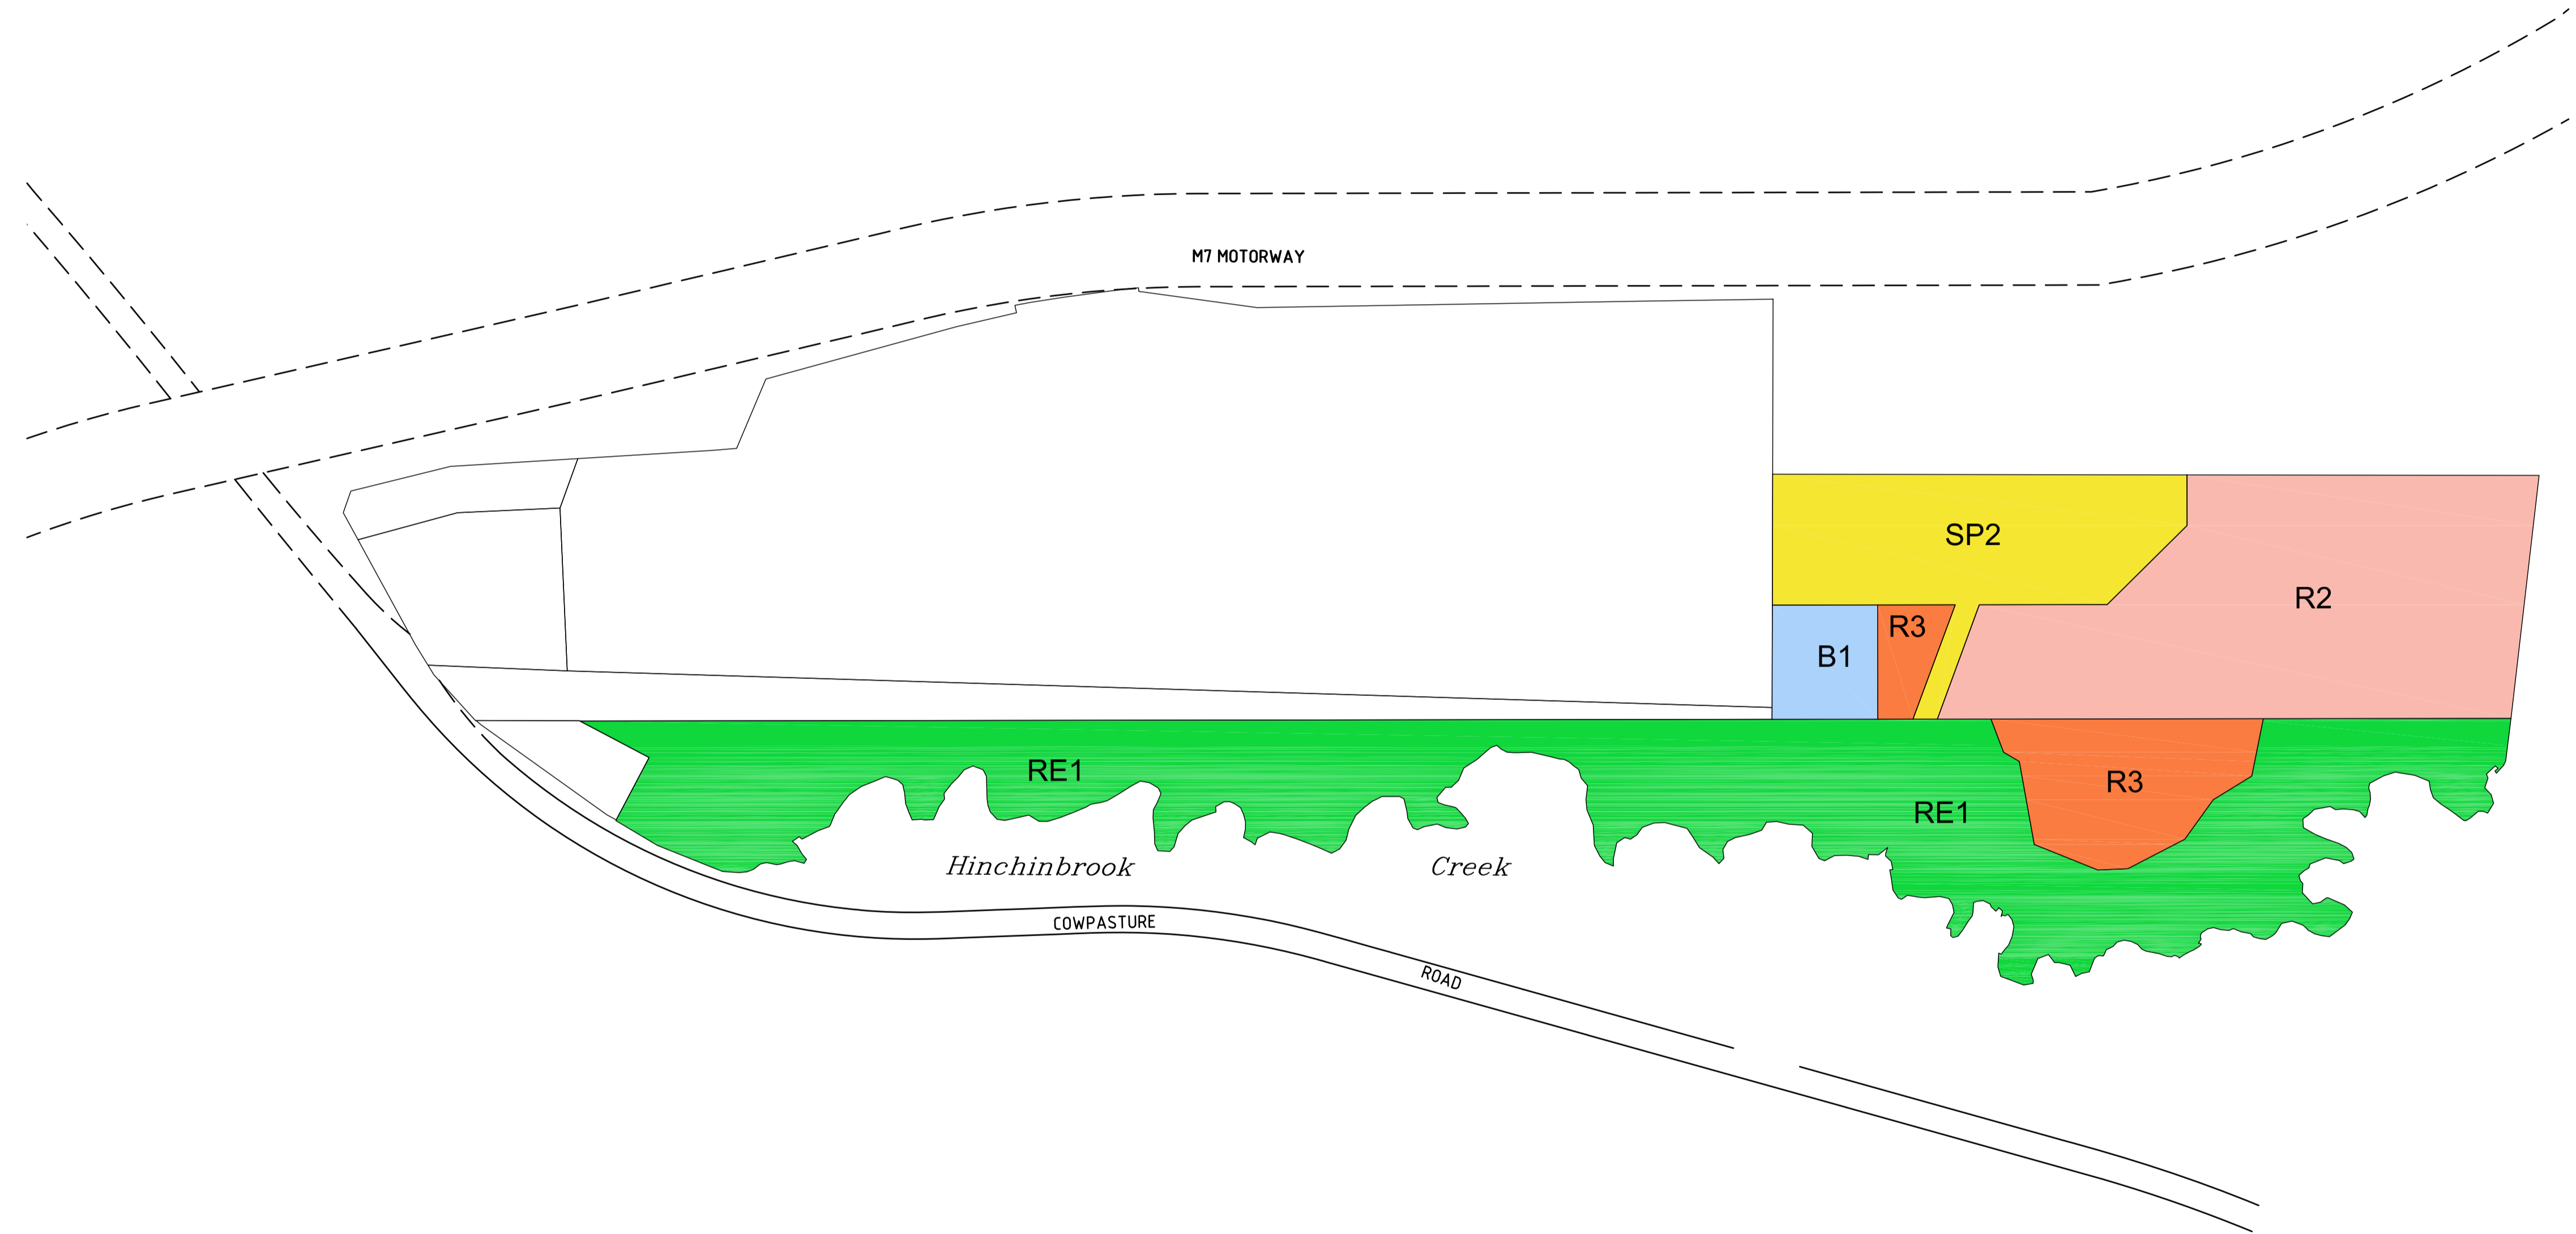 M7 MOTORWAY
SP2
R2
R3
B1
RE1
R3
RE1
Hinchinbrook Creek
COWPASTURE
ROAD